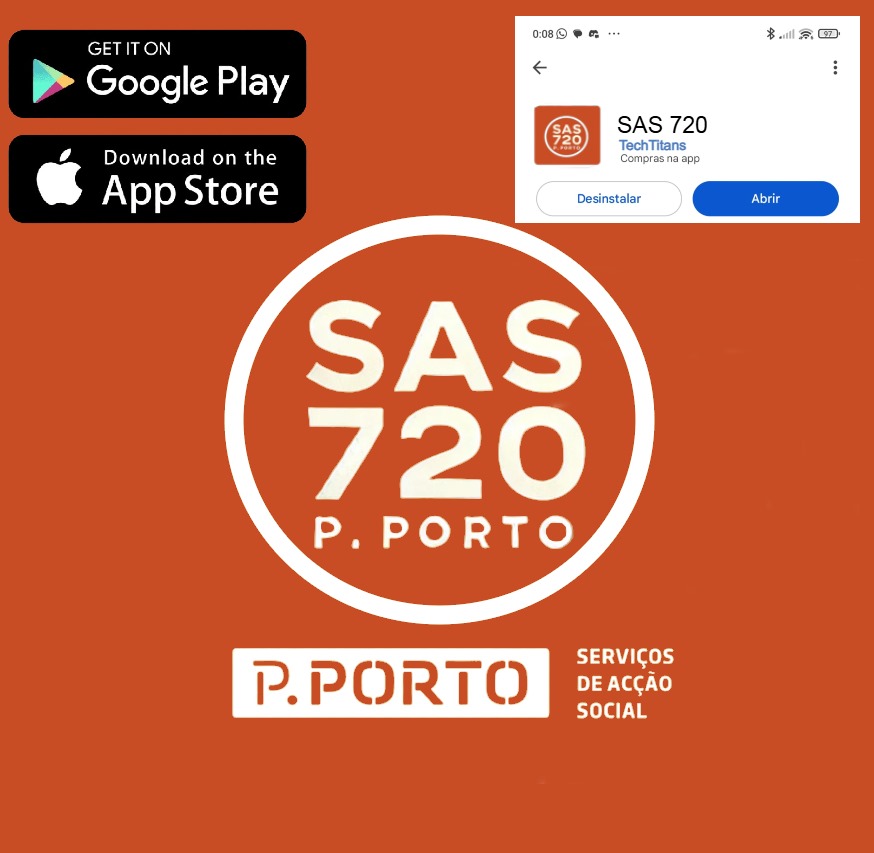 GET IT ON
Google Play
Download on the
App Store
0:08
97
SAS
720
P. PORTO
SAS 720
TechTitans
Compras na app
Desinstalar
Abrir
SAS
720
P. PORTO
P.PORTO
SERVIÇOS
DE ACÇÃO
SOCIAL